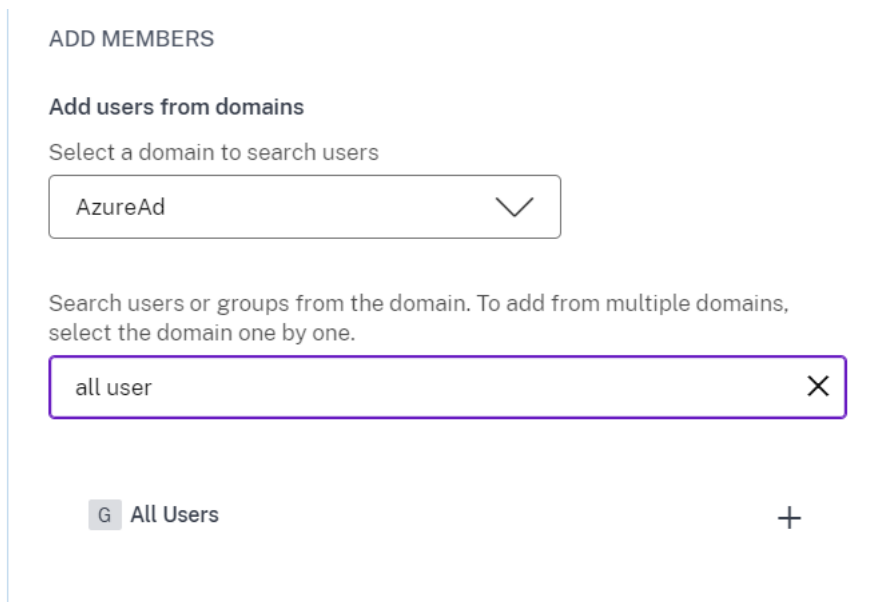 ADD MEMBERS
Add users from domains
Select a domain to search users
AzureAd
Search users or groups from the domain. To add from multiple domains,
select the domain one by one.
all user
G All Users